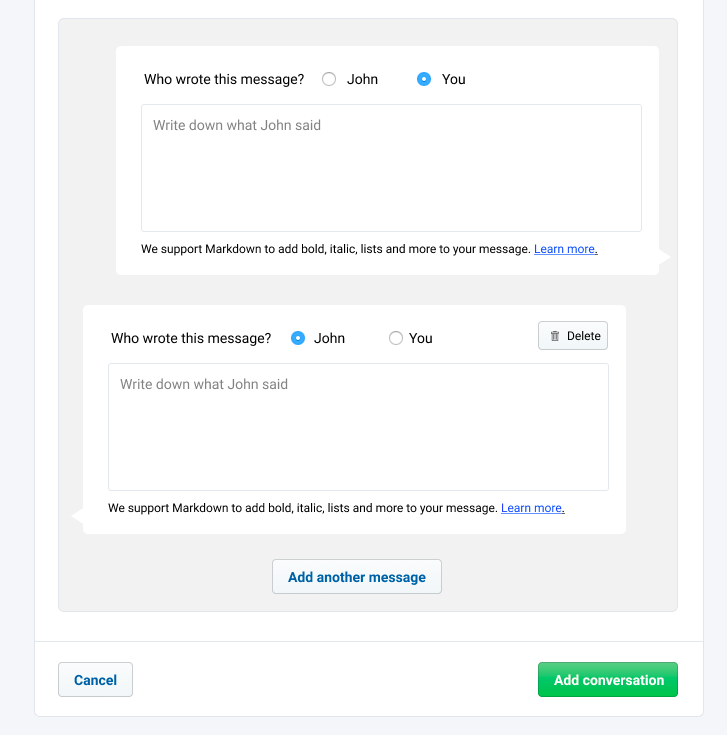 Who wrote this message? John You
Write down what John said
We support Markdown to add bold, italic, lists and more to your message. Learn more.
Who wrote this message? John You Delete
Write down what John said
We support Markdown to add bold, italic, lists and more to your message. Learn more.
Add another message
Cancel Add conversation